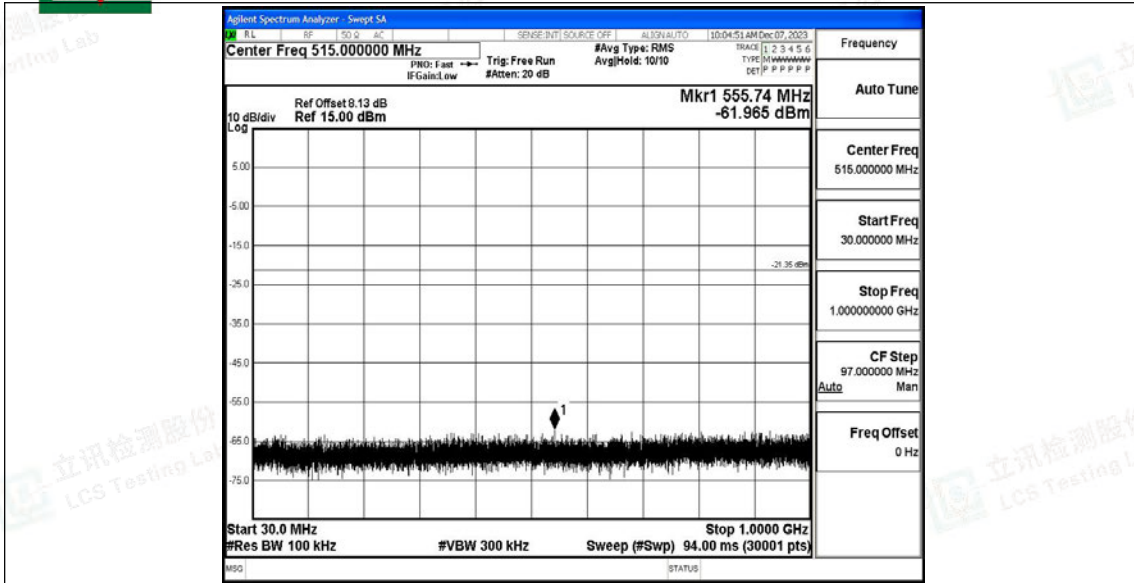 Agilent Spectrum Analyzer - Swept SA
RL RF 50 Ω AC SENSE:INT SOURCE OFF ALIGN AUTO 10:04:51 AM Dec 07, 2023
Center Freq 515.000000 MHz
PNO: Fast
IFGain:Low
Trig: Free Run
#Atten: 20 dB
#Avg Type: RMS
Avg|Hold: 10/10
TRACE 1 2 3 4 5 6
TYPE MWWWWW
DET P P P P P P
Frequency
Auto Tune
Center Freq
515.000000 MHz
Start Freq
30.000000 MHz
Stop Freq
1.000000000 GHz
CF Step
97.000000 MHz
Auto Man
Freq Offset
0 Hz
Ref Offset 8.13 dB
10 dB/div Ref 15.00 dBm
Log
Mkr1 555.74 MHz
-61.965 dBm
5.00
-5.00
-15.0
-21.35 dBm
-25.0
-35.0
-45.0
-55.0
1
-65.0
-75.0
Start 30.0 MHz Stop 1.0000 GHz
#Res BW 100 kHz #VBW 300 kHz Sweep (#Swp) 94.00 ms (30001 pts)
MSG STATUS
立讯检测股份
LCS Testing Lab
立讯检测股份
LCS Testing L